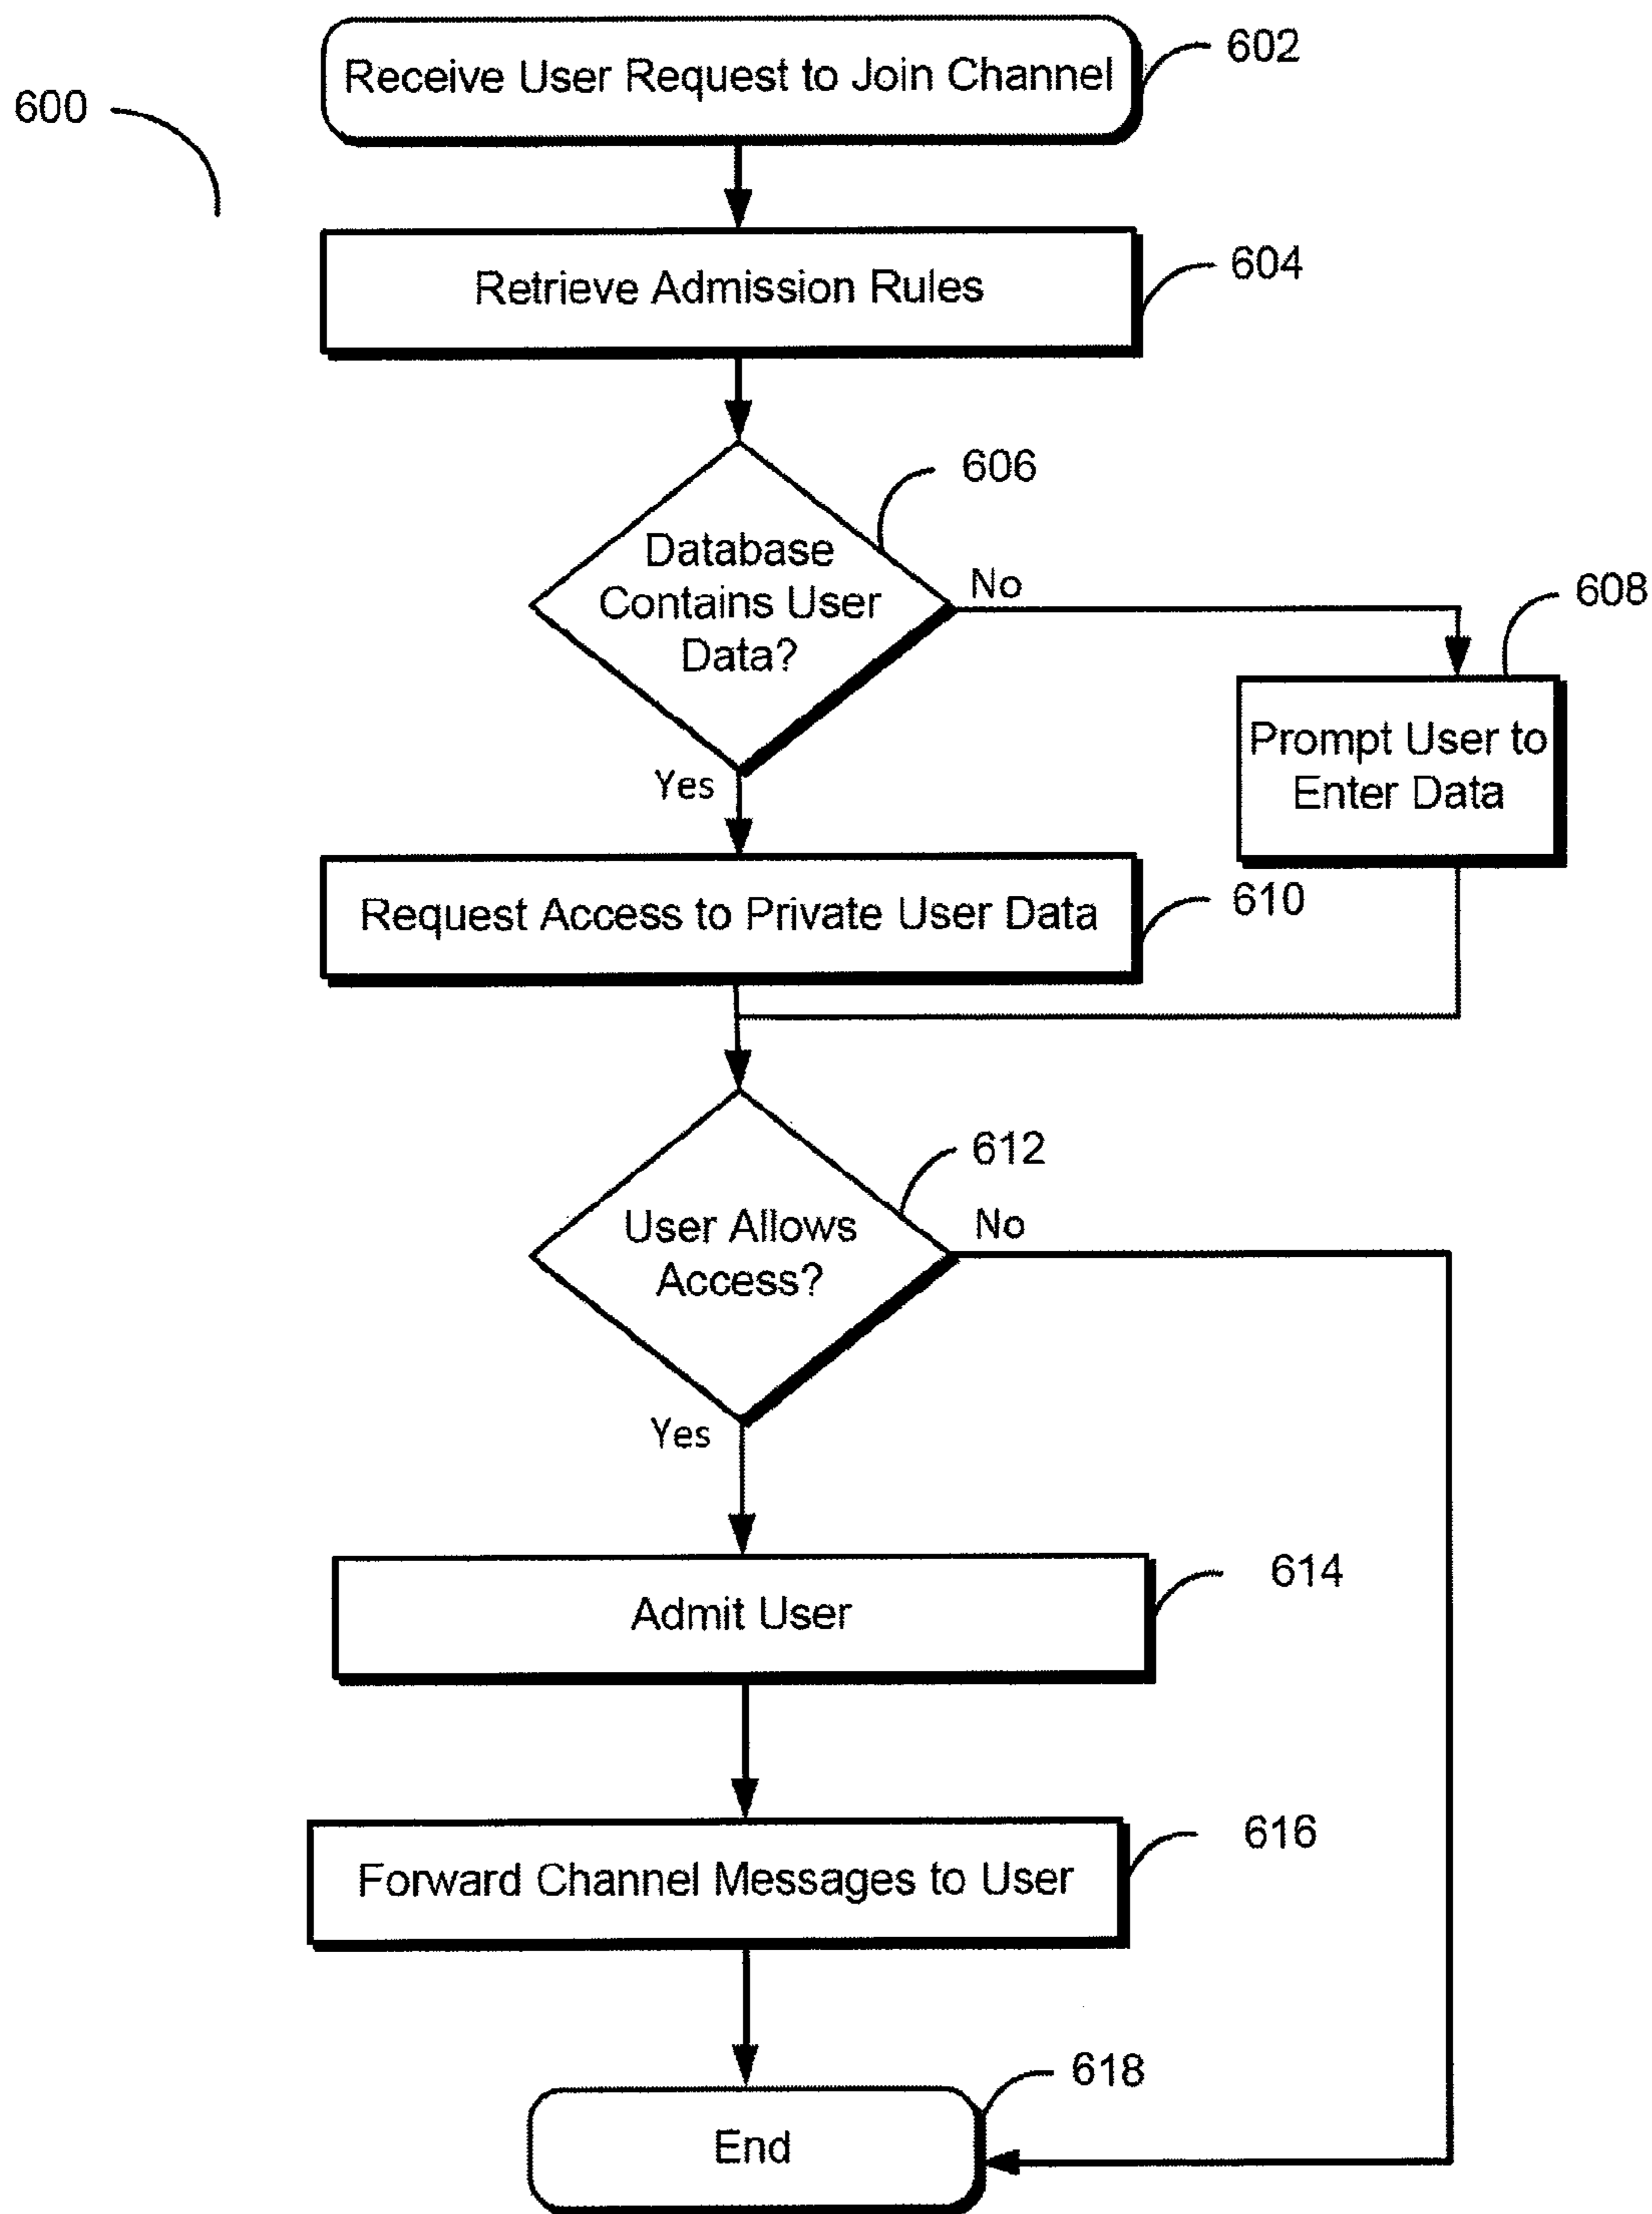 Receive User Request to Join Channel
602
600
Retrieve Admission Rules
604
606
Database
Contains User
Data?
No
608
Yes
Prompt User to
Enter Data
Request Access to Private User Data
610
612
User Allows
Access?
No
Yes
Admit User
614
Forward Channel Messages to User
616
End
618